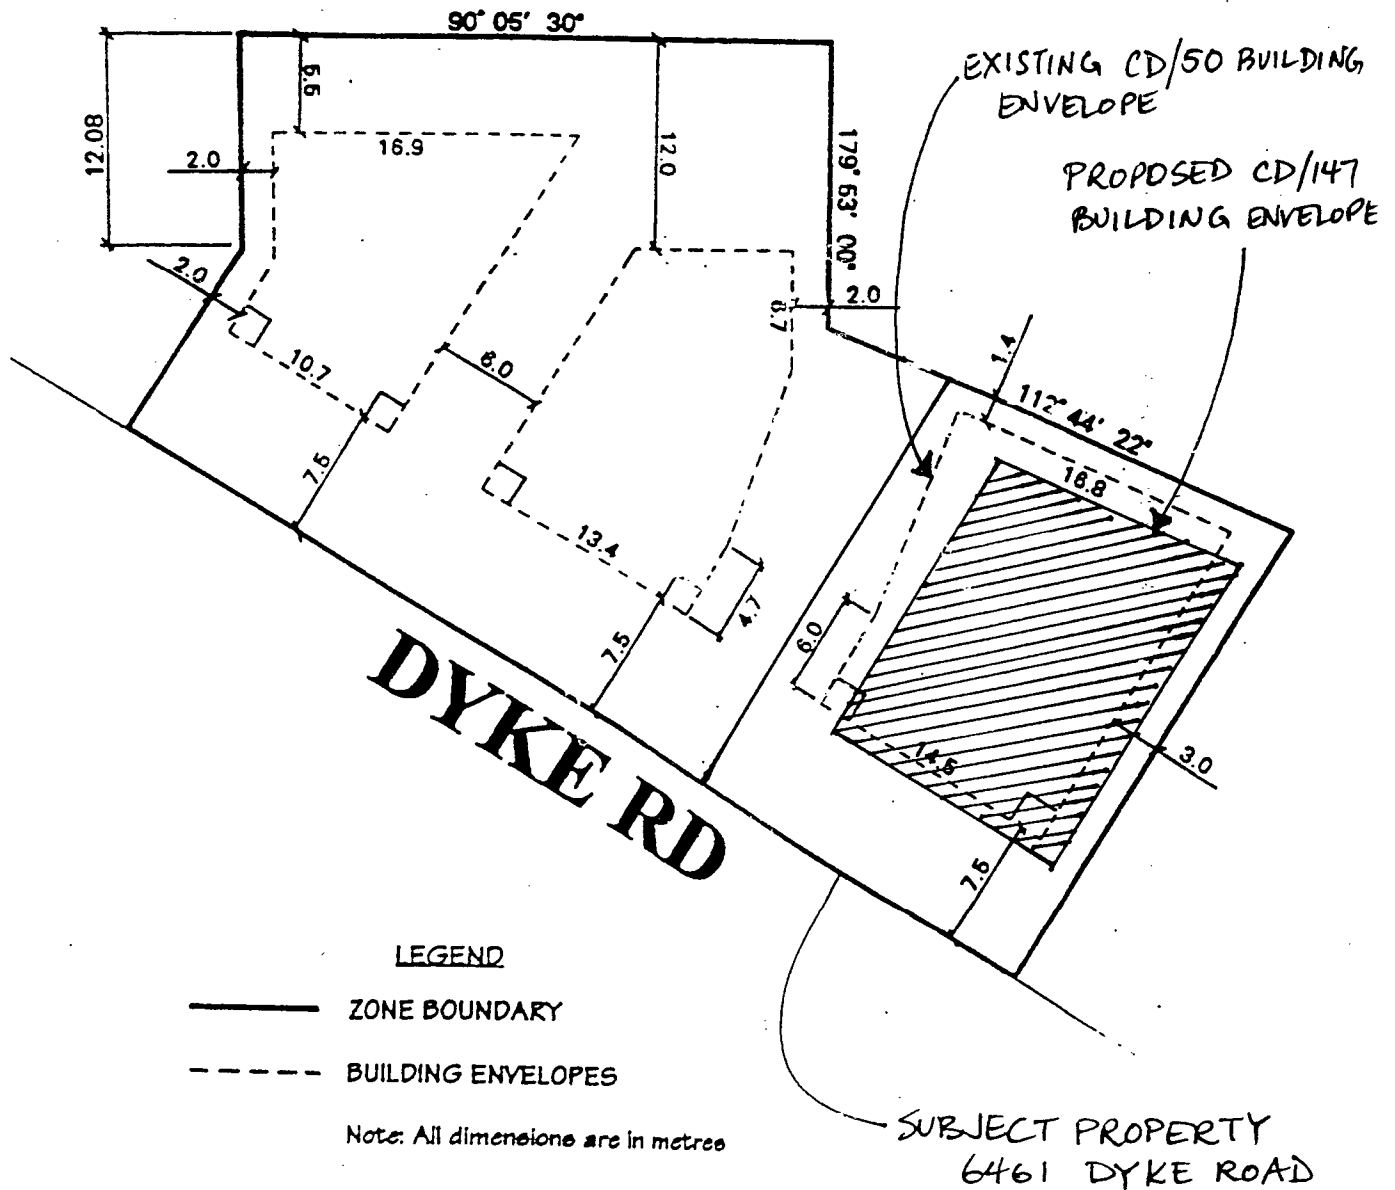 90° 05' 30"
EXISTING CD/50 BUILDING
ENVELOPE
5.5
12.08
16.9
12.0
2.0
179° 53' 00"
PROPOSED CD/147
BUILDING ENVELOPE
2.0
8.7
2.0
10.7
6.0
1.4
112° 44' 22"
7.5
16.8
13.4
4.7
6.0
7.5
DYKE RD
14.5
3.0
7.5
LEGEND
ZONE BOUNDARY
BUILDING ENVELOPES
Note: All dimensions are in metres
SUBJECT PROPERTY
6461 DYKE ROAD